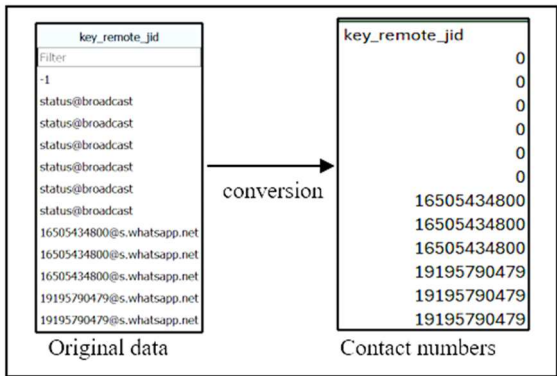 key_remote_jid
Filter
-1
status@broadcast
status@broadcast
status@broadcast
status@broadcast
status@broadcast
status@broadcast
16505434800@s.whatsapp.net
16505434800@s.whatsapp.net
16505434800@s.whatsapp.net
19195790479@s.whatsapp.net
19195790479@s.whatsapp.net
Original data
conversion
key_remote_jid
0
0
0
0
0
0
16505434800
16505434800
16505434800
19195790479
19195790479
19195790479
Contact numbers